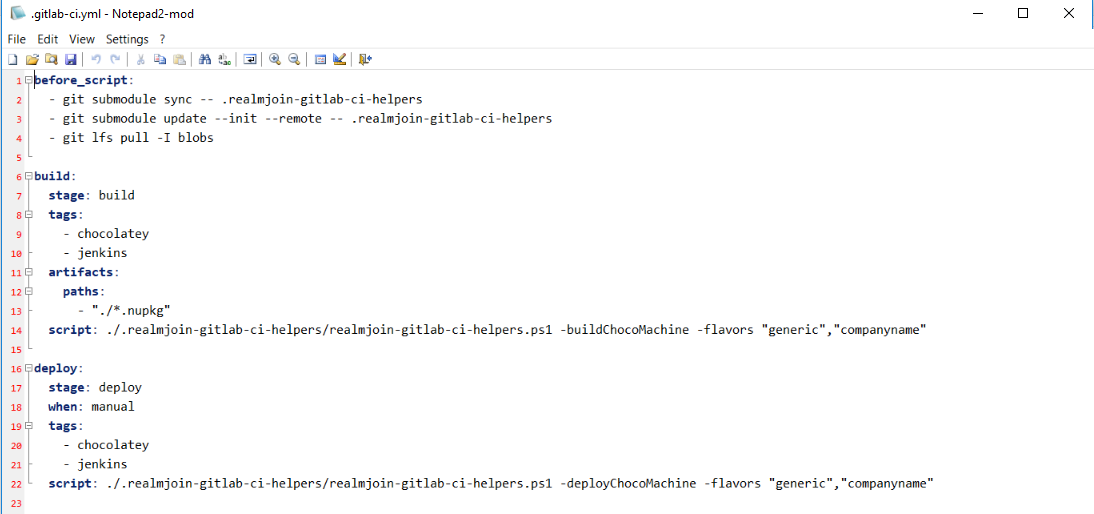 .gitlab-ci.yml - Notepad2-mod
File Edit View Settings ?
1 before_script:
2   - git submodule sync -- .realmjoin-gitlab-ci-helpers
3   - git submodule update --init --remote -- .realmjoin-gitlab-ci-helpers
4   - git lfs pull -I blobs
5
6 build:
7   stage: build
8   tags:
9     - chocolatey
10     - jenkins
11   artifacts:
12     paths:
13       - "./*.nupkg"
14   script: ./.realmjoin-gitlab-ci-helpers/realmjoin-gitlab-ci-helpers.ps1 -buildChocoMachine -flavors "generic","companyname"
15
16 deploy:
17   stage: deploy
18   when: manual
19   tags:
20     - chocolatey
21     - jenkins
22   script: ./.realmjoin-gitlab-ci-helpers/realmjoin-gitlab-ci-helpers.ps1 -deployChocoMachine -flavors "generic","companyname"
23